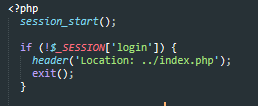 <?php
session_start();
if (!$_SESSION['login']) {
header('Location: ../index.php');
exit();
}